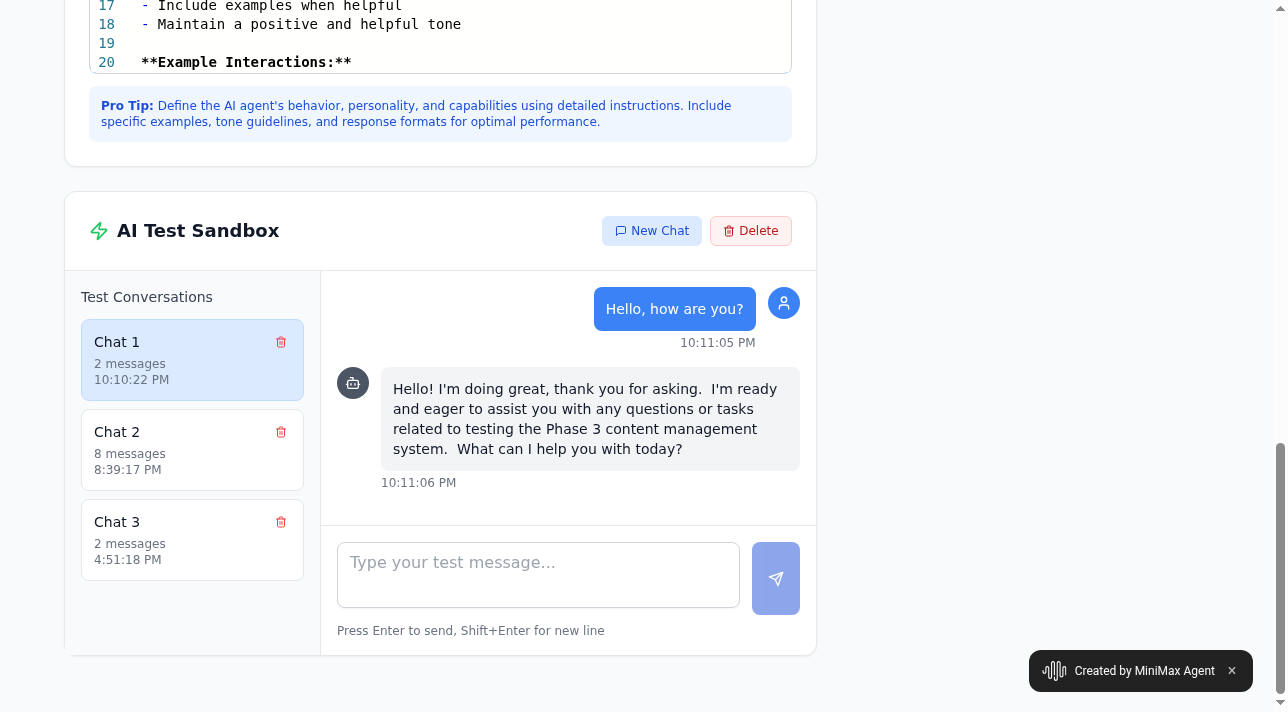 17 - Include examples when helpful
18 - Maintain a positive and helpful tone
19
20 **Example Interactions:**
Pro Tip: Define the AI agent's behavior, personality, and capabilities using detailed instructions. Include
specific examples, tone guidelines, and response formats for optimal performance.
AI Test Sandbox
New Chat
Delete
Test Conversations
Chat 1
2 messages
10:10:22 PM
Chat 2
8 messages
8:39:17 PM
Chat 3
2 messages
4:51:18 PM
Hello, how are you?
10:11:05 PM
Hello! I'm doing great, thank you for asking.  I'm ready
and eager to assist you with any questions or tasks
related to testing the Phase 3 content management
system.  What can I help you with today?
10:11:06 PM
Type your test message...
Press Enter to send, Shift+Enter for new line
Created by MiniMax Agent